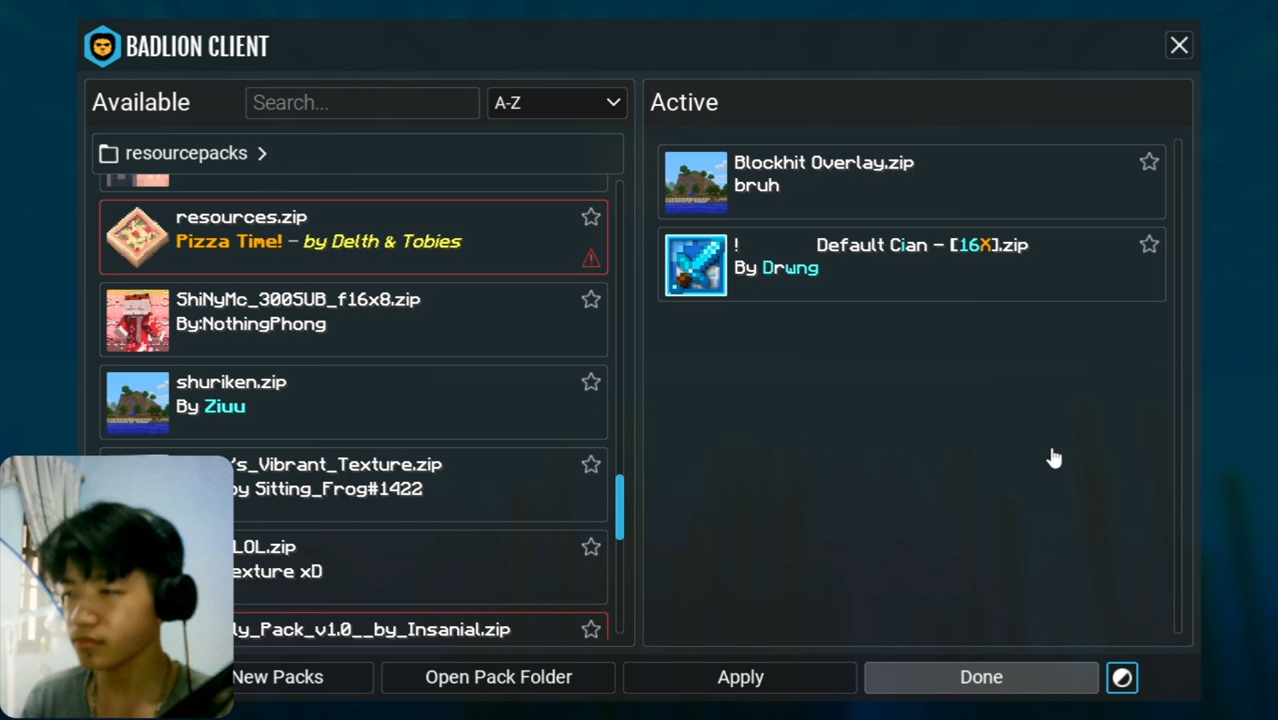 BADLION CLIENT
Available
Search...
A-Z
resourcepacks
resources.zip
Pizza Time! - by Delth & Tobies
ShiNyMc_300SUB_f16x8.zip
By:NothingPhong
shuriken.zip
By Ziuu
's_Vibrant_Texture.zip
by Sitting_Frog#1422
LOL.zip
exture xD
ly_Pack_v1.0__by_Insanial.zip
New Packs
Open Pack Folder
Active
Blockhit Overlay.zip
bruh
! Default Cian - [16X].zip
By Drwng
Apply
Done